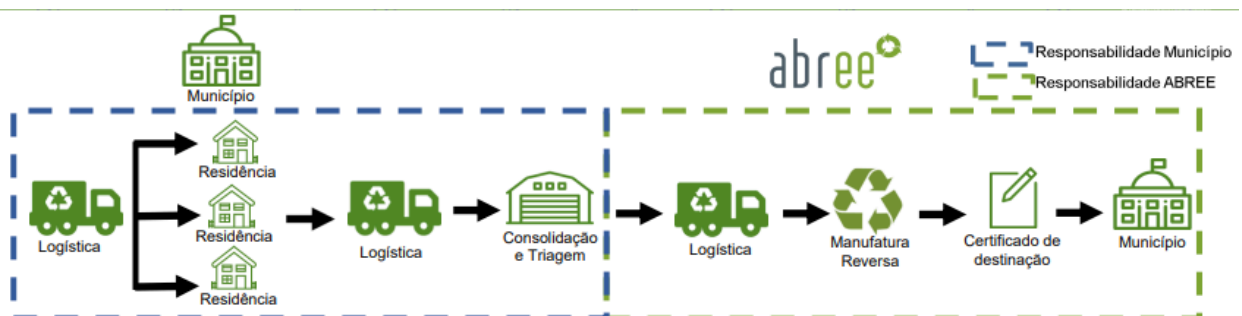 Município
abree
Responsabilidade Município
Responsabilidade ABREE
Logística
Residência
Residência
Residência
Logística
Consolidação
e Triagem
Logística
Manufatura
Reversa
Certificado de
destinação
Município